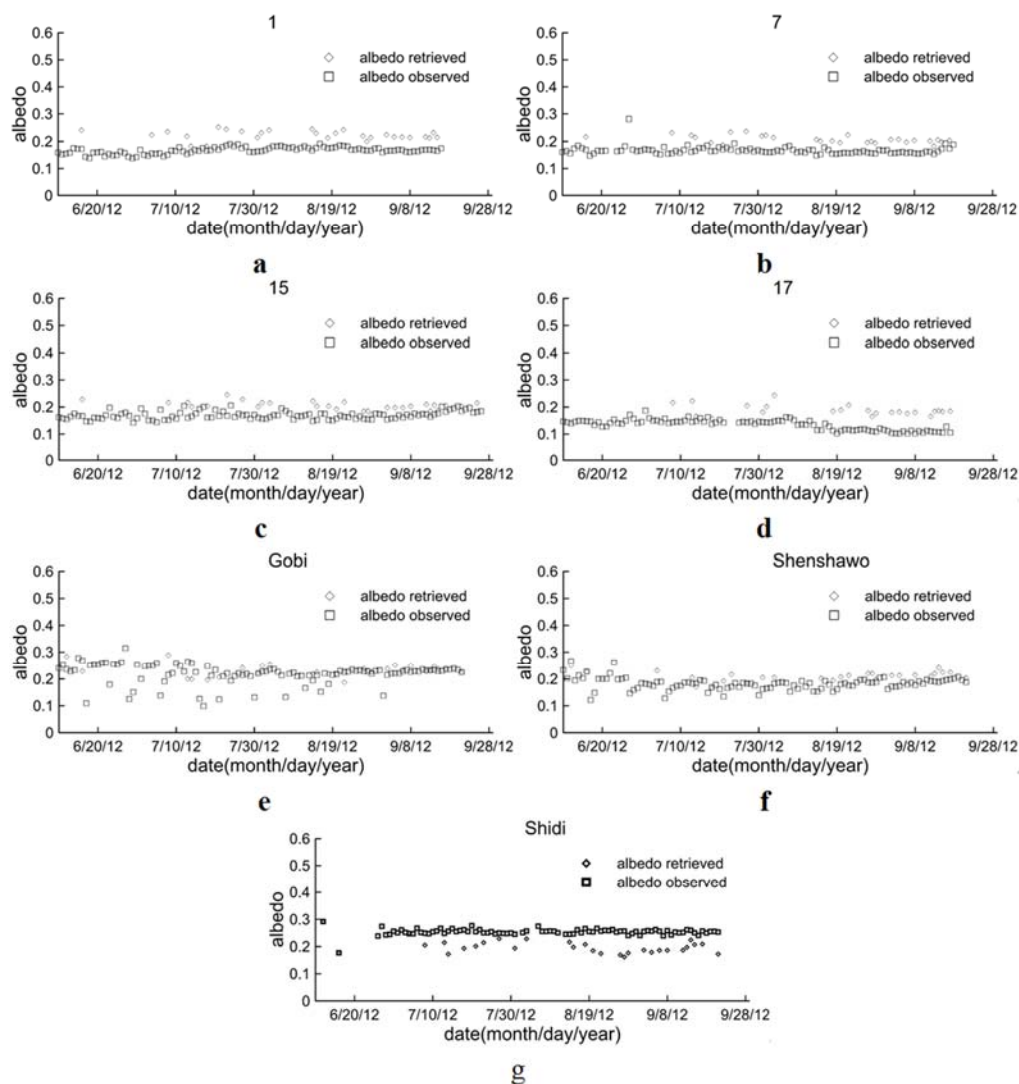 1
0.6
0.5
0.4
0.3
0.2
0.1
0
albedo
albedo retrieved
albedo observed
6/20/12 7/10/12 7/30/12 8/19/12 9/8/12 9/28/12
date(month/day/year)
a
7
0.6
0.5
0.4
0.3
0.2
0.1
0
albedo
albedo retrieved
albedo observed
6/20/12 7/10/12 7/30/12 8/19/12 9/8/12 9/28/12
date(month/day/year)
b
15
0.6
0.5
0.4
0.3
0.2
0.1
0
albedo
albedo retrieved
albedo observed
6/20/12 7/10/12 7/30/12 8/19/12 9/8/12 9/28/12
date(month/day/year)
c
17
0.6
0.5
0.4
0.3
0.2
0.1
0
albedo
albedo retrieved
albedo observed
6/20/12 7/10/12 7/30/12 8/19/12 9/8/12 9/28/12
date(month/day/year)
d
Gobi
0.6
0.5
0.4
0.3
0.2
0.1
0
albedo
albedo retrieved
albedo observed
6/20/12 7/10/12 7/30/12 8/19/12 9/8/12 9/28/12
date(month/day/year)
e
Shenshawo
0.6
0.5
0.4
0.3
0.2
0.1
0
albedo
albedo retrieved
albedo observed
6/20/12 7/10/12 7/30/12 8/19/12 9/8/12 9/28/12
date(month/day/year)
f
Shidi
0.6
0.5
0.4
0.3
0.2
0.1
0
albedo
albedo retrieved
albedo observed
6/20/12 7/10/12 7/30/12 8/19/12 9/8/12 9/28/12
date(month/day/year)
g